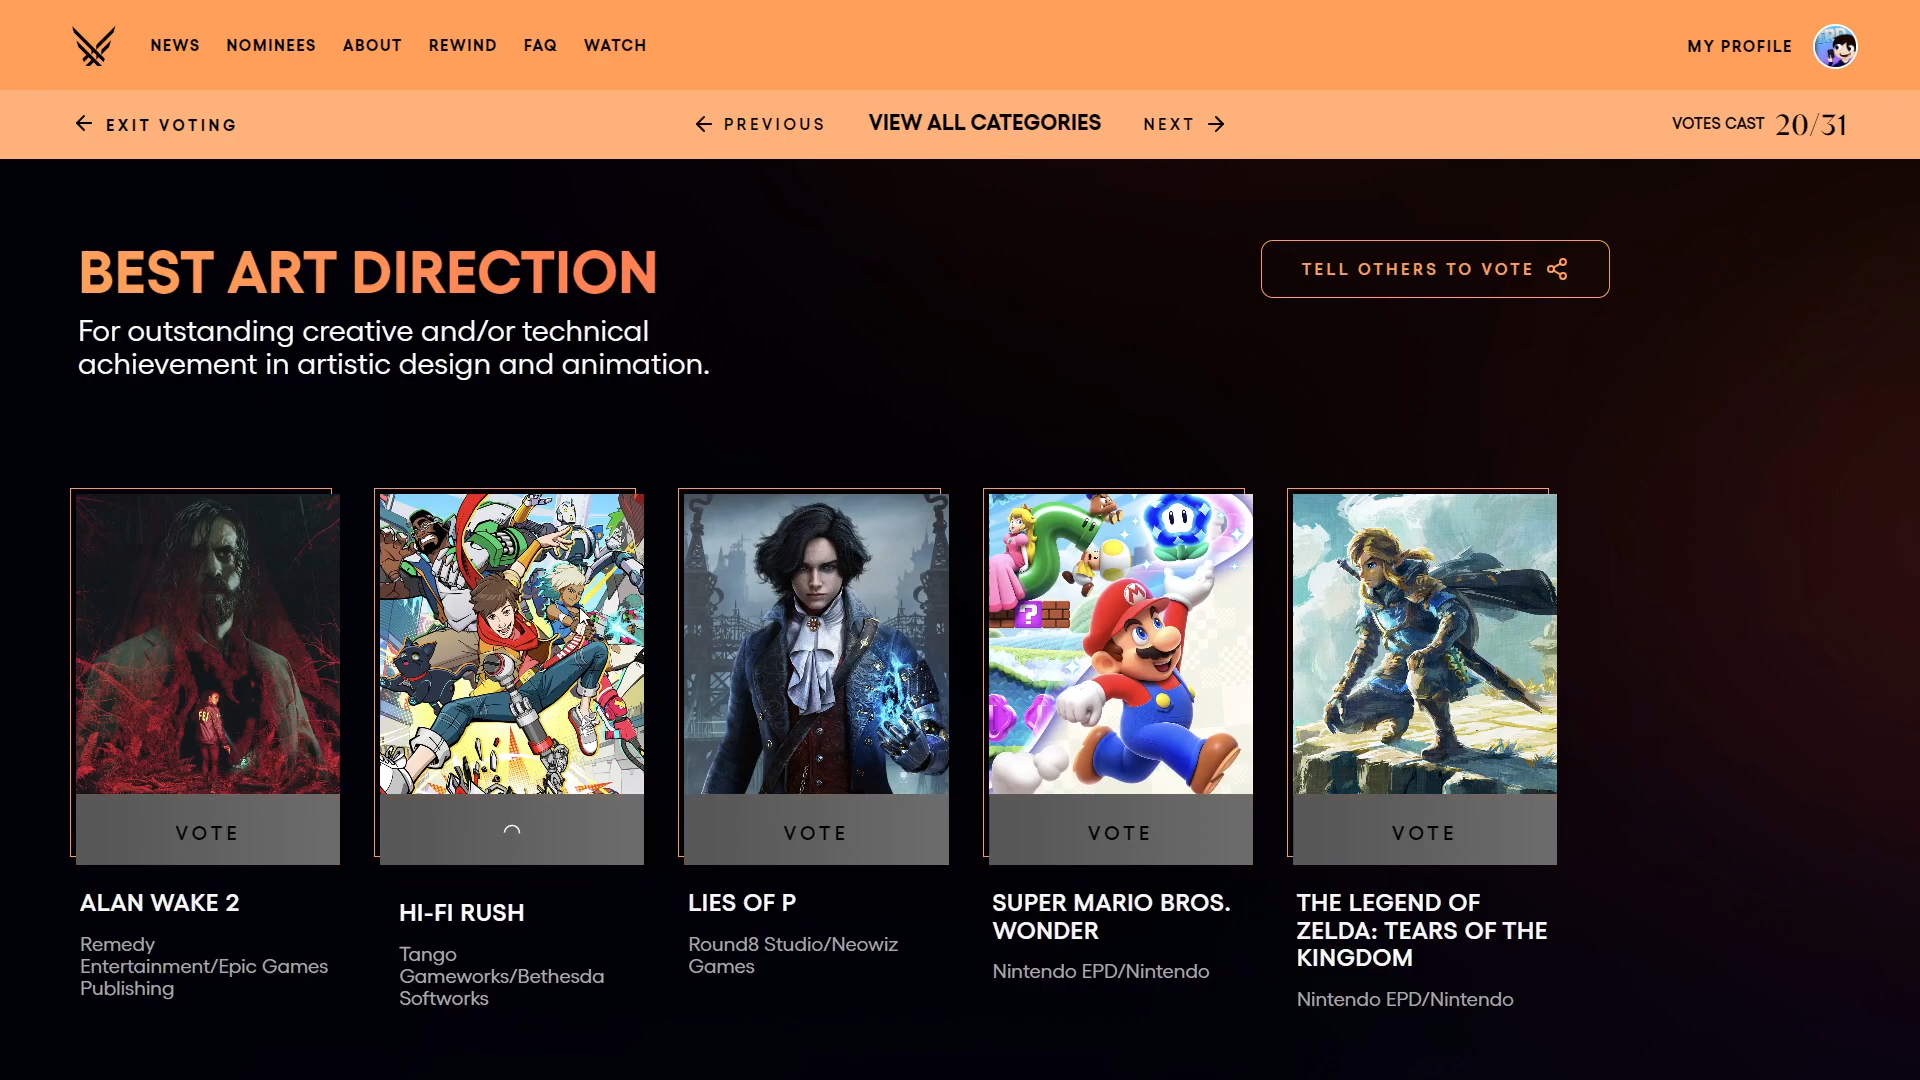 NEWS NOMINEES ABOUT REWIND FAQ WATCH MY PROFILE
EXIT VOTING PREVIOUS VIEW ALL CATEGORIES NEXT VOTES CAST 20/31
BEST ART DIRECTION
TELL OTHERS TO VOTE
For outstanding creative and/or technical
achievement in artistic design and animation.
FBI
?
M
VOTE
VOTE
VOTE
VOTE
ALAN WAKE 2
Remedy
Entertainment/Epic Games
Publishing
HI-FI RUSH
Tango
Gameworks/Bethesda
Softworks
LIES OF P
Round8 Studio/Neowiz
Games
SUPER MARIO BROS.
WONDER
Nintendo EPD/Nintendo
THE LEGEND OF
ZELDA: TEARS OF THE
KINGDOM
Nintendo EPD/Nintendo